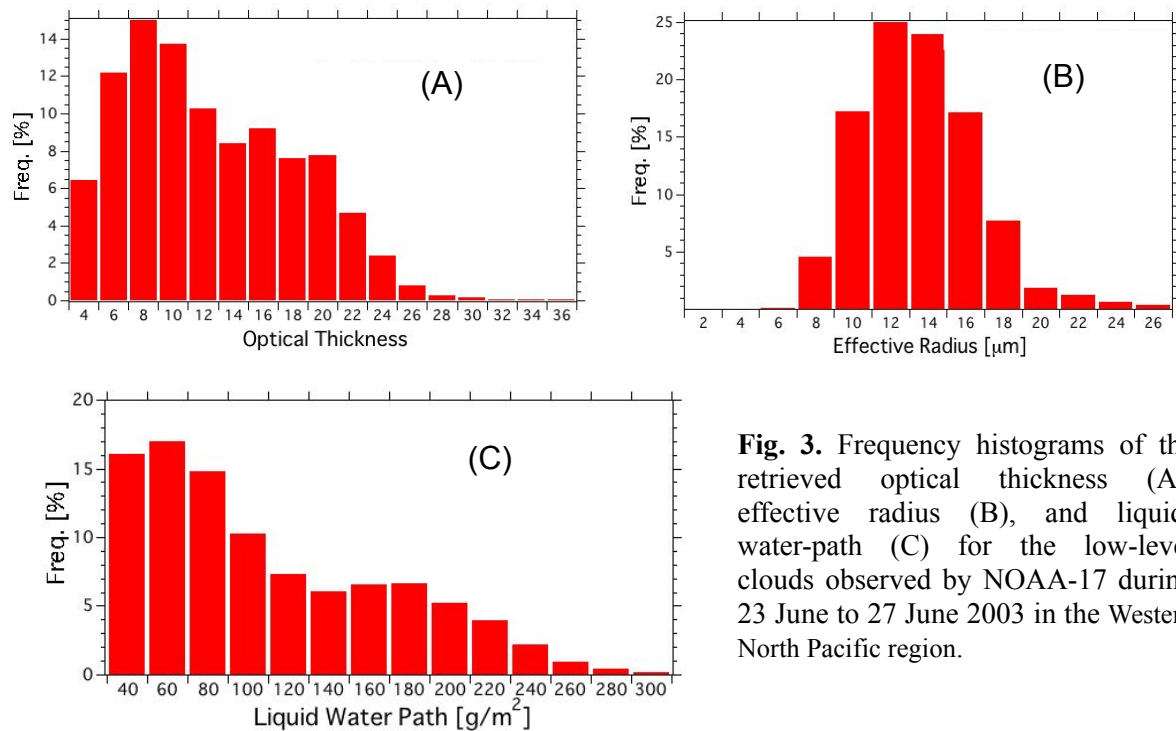 (A)
Freq. [%]
14
12
10
8
6
4
2
0
4 6 8 10 12 14 16 18 20 22 24 26 28 30 32 34 36
Optical Thickness
(B)
Freq. [%]
25
20
15
10
5
2 4 6 8 10 12 14 16 18 20 22 24 26
Effective Radius [μm]
(C)
Freq. [%]
20
15
10
5
0
40 60 80 100 120 140 160 180 200 220 240 260 280 300
Liquid Water Path [g/m²]
Fig. 3. Frequency histograms of th
retrieved optical thickness (A
effective radius (B), and liquid
water-path (C) for the low-leve
clouds observed by NOAA-17 durin
23 June to 27 June 2003 in the Wester
North Pacific region.